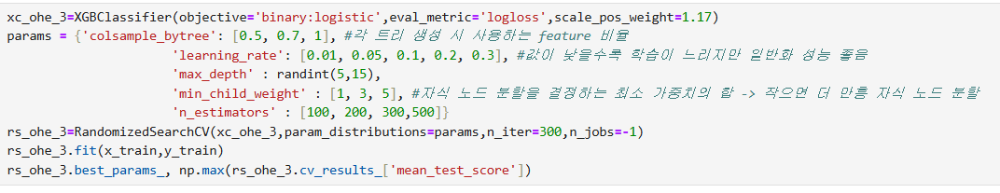 xc_ohe_3=XGBClassifier(objective='binary:logistic',eval_metric='logloss',scale_pos_weight=1.17)
params = {'colsample_bytree': [0.5, 0.7, 1], #각 트리 생성 시 사용하는 feature 비율
'learning_rate': [0.01, 0.05, 0.1, 0.2, 0.3], #값이 낮을수록 학습이 느리지만 일반화 성능 좋음
'max_depth' : randint(5,15),
'min_child_weight' : [1, 3, 5], #자식 노드 분할을 결정하는 최소 가중치의 합 -> 작으면 더 만흥 자식 노드 분할
'n_estimators' : [100, 200, 300,500]}
rs_ohe_3=RandomizedSearchCV(xc_ohe_3,param_distributions=params,n_iter=300,n_jobs=-1)
rs_ohe_3.fit(x_train,y_train)
rs_ohe_3.best_params_, np.max(rs_ohe_3.cv_results_['mean_test_score'])